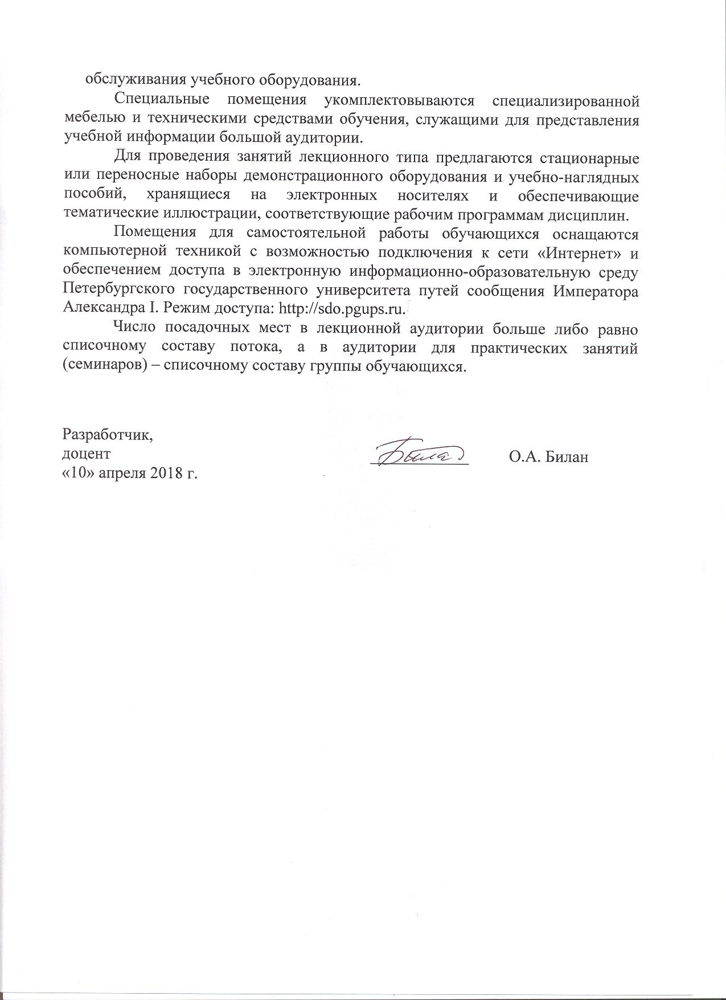 обслуживания учебного оборудования.
Специальные помещения укомплектовываются специализированной
мебелью и техническими средствами обучения, служащими для представления
учебной информации большой аудитории.
Для проведения занятий лекционного типа предлагаются стационарные
или переносные наборы демонстрационного оборудования и учебно-наглядных
пособий, хранящиеся на электронных носителях и обеспечивающие
тематические иллюстрации, соответствующие рабочим программам дисциплин.
Помещения для самостоятельной работы обучающихся оснащаются
компьютерной техникой с возможностью подключения к сети «Интернет» и
обеспечением доступа в электронную информационно-образовательную среду
Петербургского государственного университета путей сообщения Императора
Александра I. Режим доступа: http://sdo.pgups.ru.
Число посадочных мест в лекционной аудитории больше либо равно
списочному составу потока, а в аудитории для практических занятий
(семинаров) – списочному составу группы обучающихся.
Разработчик,
доцент
О.А. Билан
«10» апреля 2018 г.